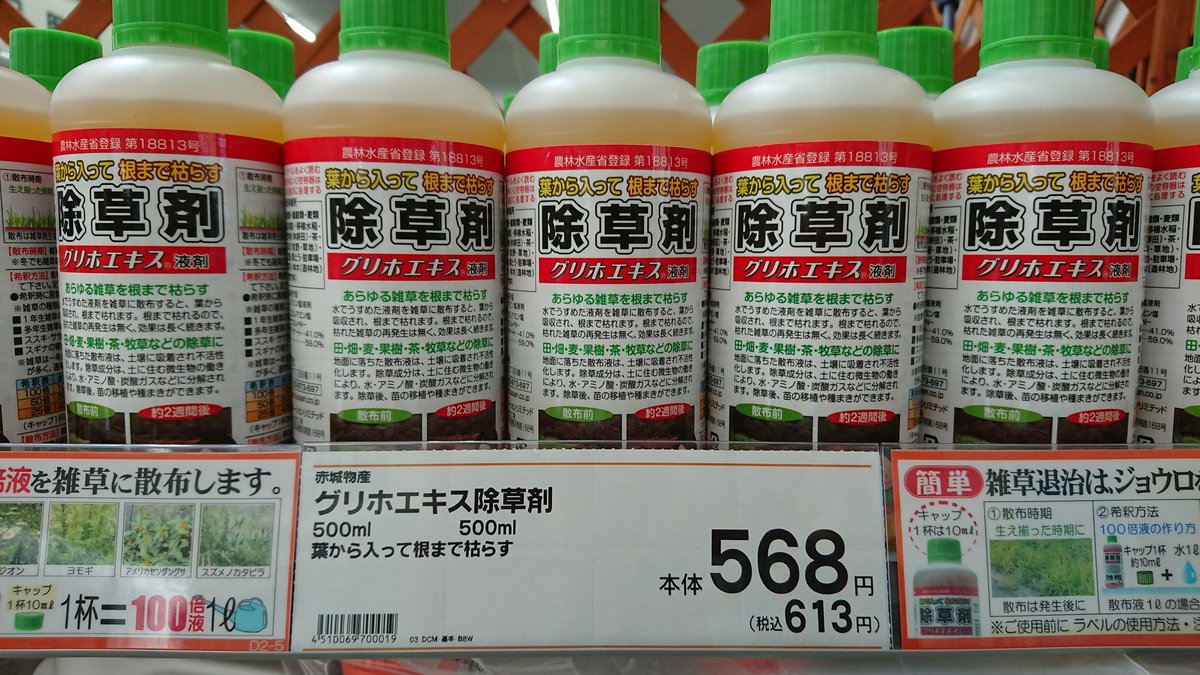 農林水産省登録 第18813号
葉から入って 根まで枯らす
除草剤
グリホエキス® 液剤
あらゆる雑草を根まで枯らす
水でうすめた液剤を雑草に散布すると、葉から
吸収され、根まで枯れます。根まで枯れるので、
枯れた雑草の再発生は無く、効果は長く続きます。
田・畑・麦・果樹・茶・牧草などの除草に
地面に落ちた散布液は、土壌に吸着され不活性
化します。除草成分は、土に住む微生物の働き
により、水・アミノ酸・炭酸ガスなどに分解され
ます。除草後、苗の移植や種まきができます。
散布前
約2週間後
倍液を雑草に散布します。
ジオン
ヨモギ
アメリカセンダングサ
スズメノカタビラ
キャップ
1杯10mℓ
1杯=100倍液1ℓ
D2-5
赤城物産
グリホエキス除草剤
500ml 500ml
葉から入って根まで枯らす
本体568円
(税込613円)
4510069700019 03 DCM 基本 B8W
簡単 雑草退治は、ジョウロ
キャップ
1杯は10mℓ
除草剤
①散布時期
生え揃った時期に
散布は発生後に
②希釈方法
100倍液の作り方
キャップ1杯
約10mℓ
+
水1ℓ
散布液1ℓの場合
※ご使用前に ラベルの使用方法・注